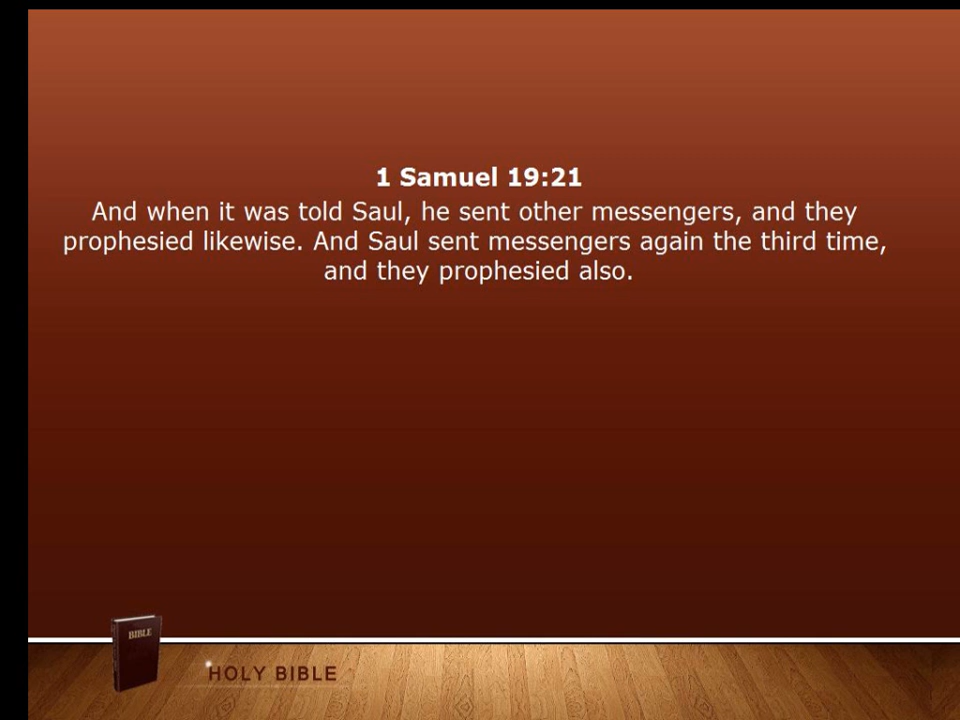 1 Samuel 19:21
And when it was told Saul, he sent other messengers, and they
prophesied likewise. And Saul sent messengers again the third time,
and they prophesied also.
BIBLE
HOLY BIBLE